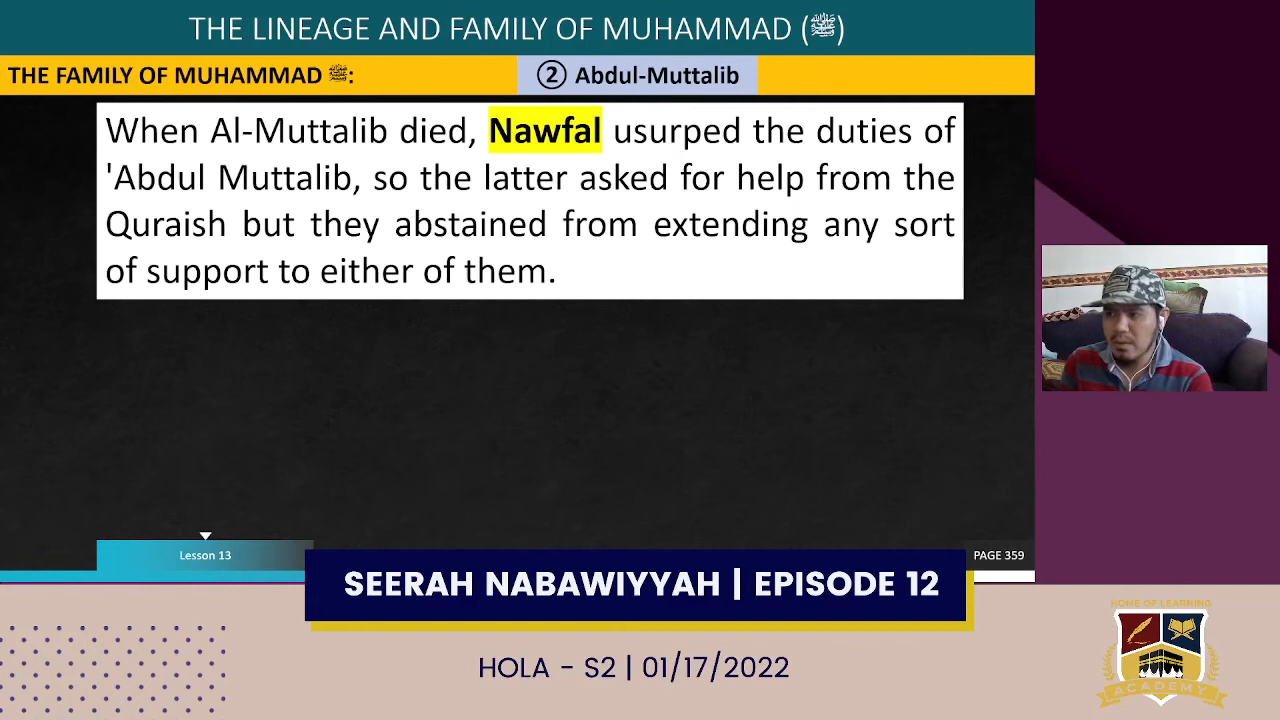 THE LINEAGE AND FAMILY OF MUHAMMAD (ﷺ)
THE FAMILY OF MUHAMMAD ﷺ:
② Abdul-Muttalib
When Al-Muttalib died, Nawfal usurped the duties of
'Abdul Muttalib, so the latter asked for help from the
Quraish but they abstained from extending any sort
of support to either of them.
Lesson 13
PAGE 359
SEERAH NABAWIYYAH | EPISODE 12
HOLA - S2 | 01/17/2022
HOME OF LEARNING
ACADEMY